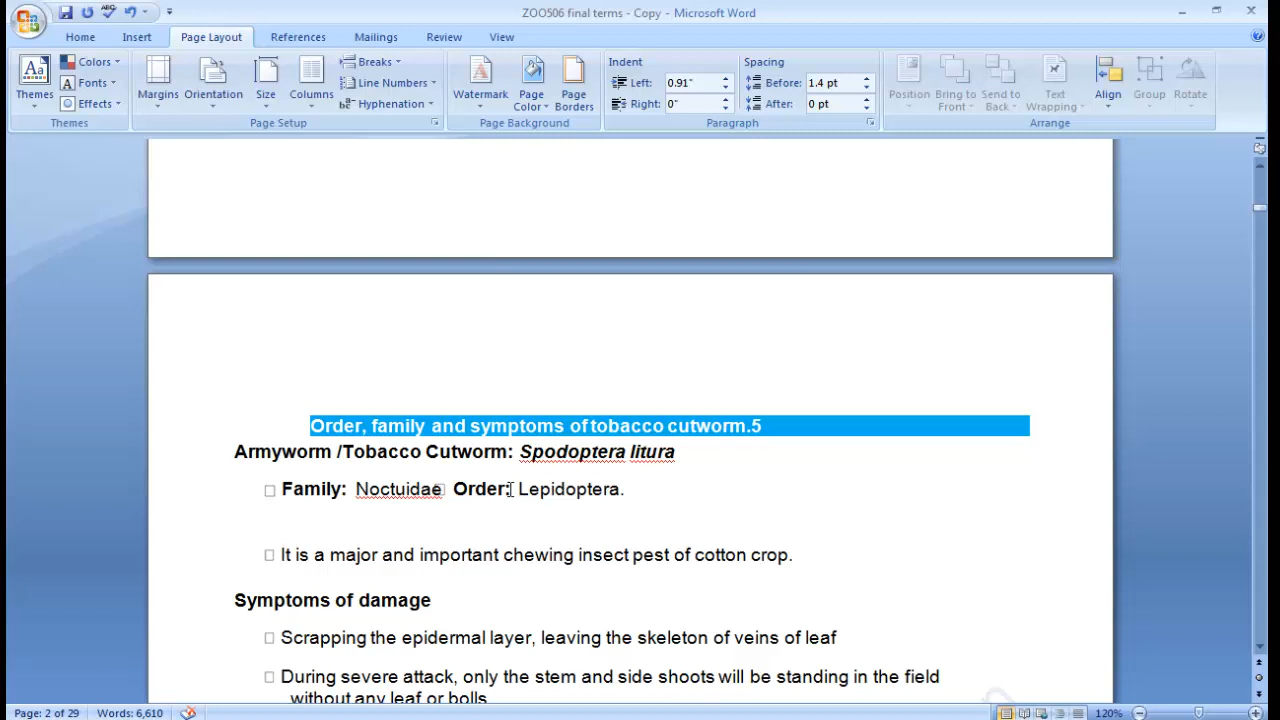 ZOO506 final terms - Copy - Microsoft Word
Home Insert Page Layout References Mailings Review View
Themes Colors Fonts Effects
Margins Orientation Size Columns Breaks Line Numbers Hyphenation
Watermark Page Color Page Borders
Indent Left: 0.91" Right: 0"
Spacing Before: 1.4 pt After: 0 pt
Position Bring to Front Send to Back Text Wrapping Align Group Rotate
Themes Page Setup Page Background Paragraph Arrange
Order, family and symptoms of tobacco cutworm.5
Armyworm /Tobacco Cutworm: Spodoptera litura
Family: Noctuidae Order: Lepidoptera.
It is a major and important chewing insect pest of cotton crop.
Symptoms of damage
Scrapping the epidermal layer, leaving the skeleton of veins of leaf
During severe attack, only the stem and side shoots will be standing in the field
without any leaf or bolls
Page: 2 of 29 Words: 6,610 120%